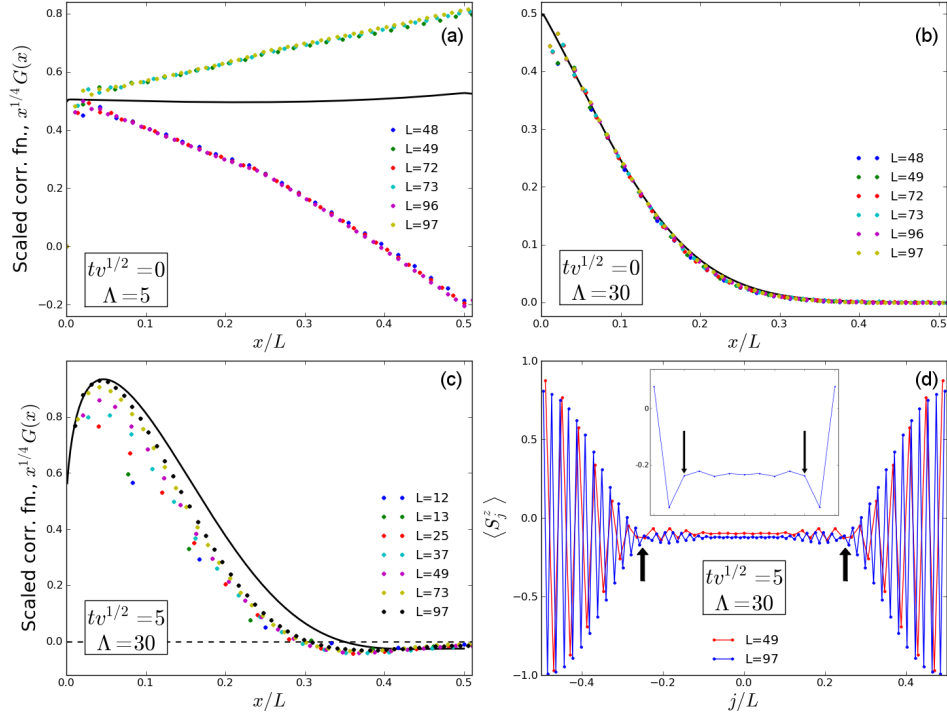 (a)
Scaled corr. fn., x^{1/4}G(x)
0.8
0.6
0.4
0.2
0.0
−0.2
L=48
L=49
L=72
L=73
L=96
L=97
tv^{1/2}=0
Λ=5
0.0 0.1 0.2 0.3 0.4 0.5
x/L
(b)
0.5
0.4
0.3
0.2
0.1
0.0
L=48
L=49
L=72
L=73
L=96
L=97
tv^{1/2}=0
Λ=30
0.0 0.1 0.2 0.3 0.4 0.5
x/L
(c)
Scaled corr. fn., x^{1/4}G(x)
0.8
0.6
0.4
0.2
0.0
L=12
L=13
L=25
L=37
L=49
L=73
L=97
tv^{1/2}=5
Λ=30
0.0 0.1 0.2 0.3 0.4 0.5
x/L
(d)
⟨S_j^z⟩
1.0
0.5
0.0
−0.5
−1.0
0
-0.2
tv^{1/2}=5
Λ=30
L=49
L=97
−0.4 −0.2 0.0 0.2 0.4
j/L